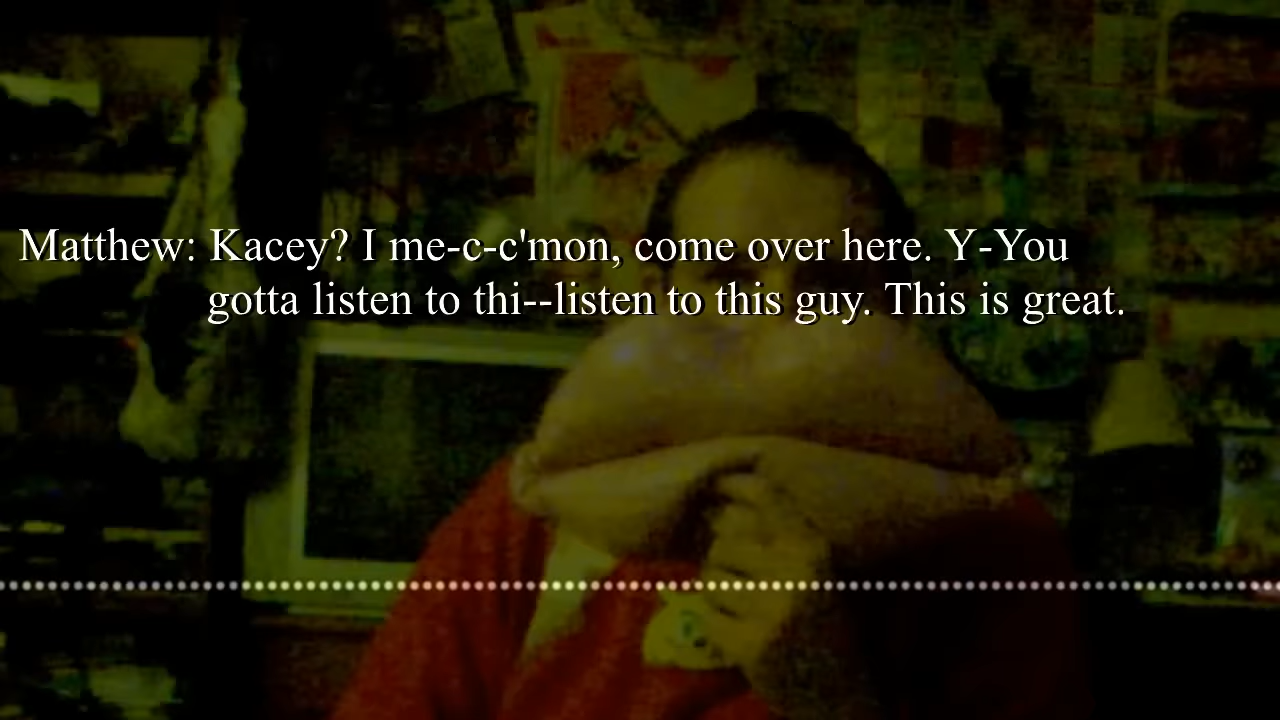 Matthew: Kacey? I me-c-c'mon, come over here. Y-You
gotta listen to thi--listen to this guy. This is great.